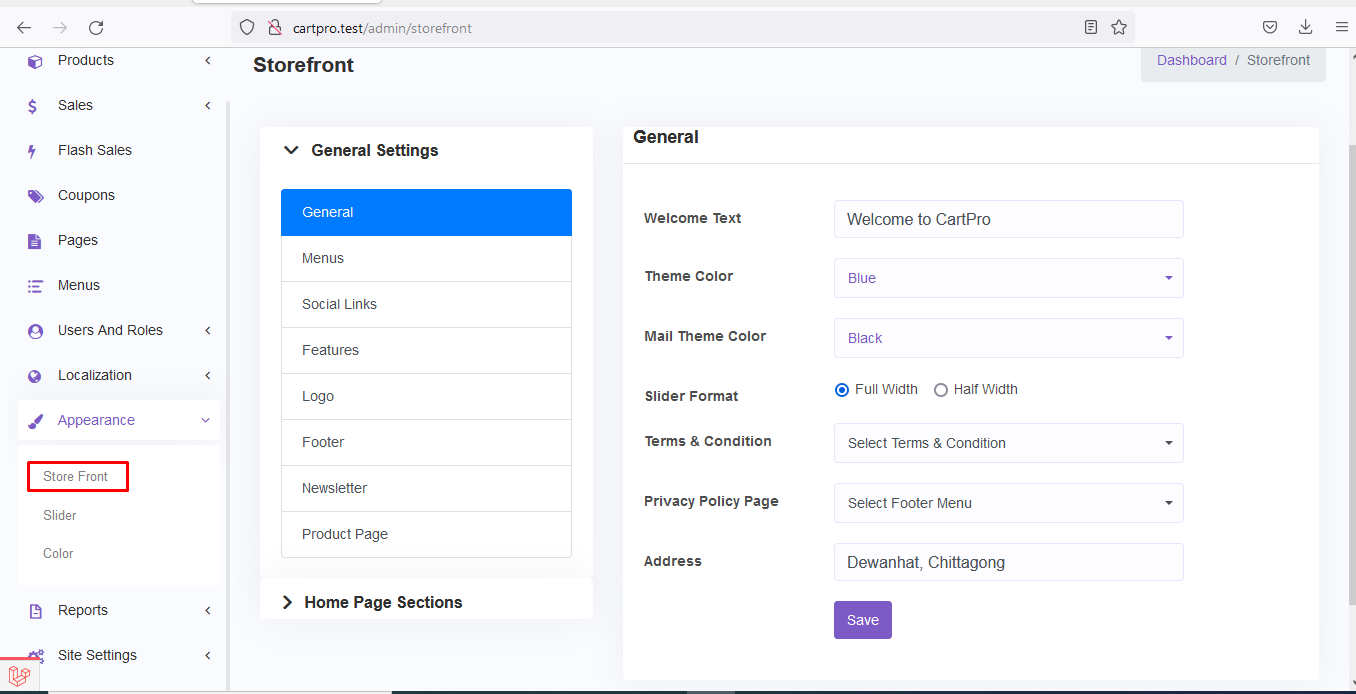 cartpro.test/admin/storefront
Products
Sales
Flash Sales
Coupons
Pages
Menus
Users And Roles
Localization
Appearance
Store Front
Slider
Color
Reports
Site Settings
Storefront
Dashboard / Storefront
General Settings
General
Menus
Social Links
Features
Logo
Footer
Newsletter
Product Page
Home Page Sections
General
Welcome Text Welcome to CartPro
Theme Color Blue
Mail Theme Color Black
Slider Format Full Width Half Width
Terms & Condition Select Terms & Condition
Privacy Policy Page Select Footer Menu
Address Dewanhat, Chittagong
Save